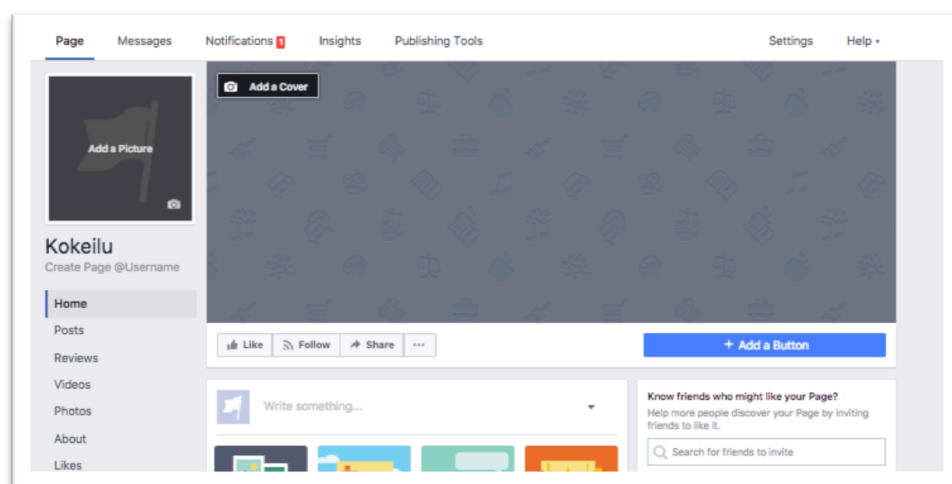 Page Messages Notifications 1 Insights Publishing Tools Settings Help
Add a Cover
Add a Picture
Kokeilu
Create Page @Username
Home
Posts
Reviews
Videos
Photos
About
Likes
Like Follow Share ...
+ Add a Button
Write something...
Know friends who might like your Page?
Help more people discover your Page by inviting
friends to like it.
Search for friends to invite